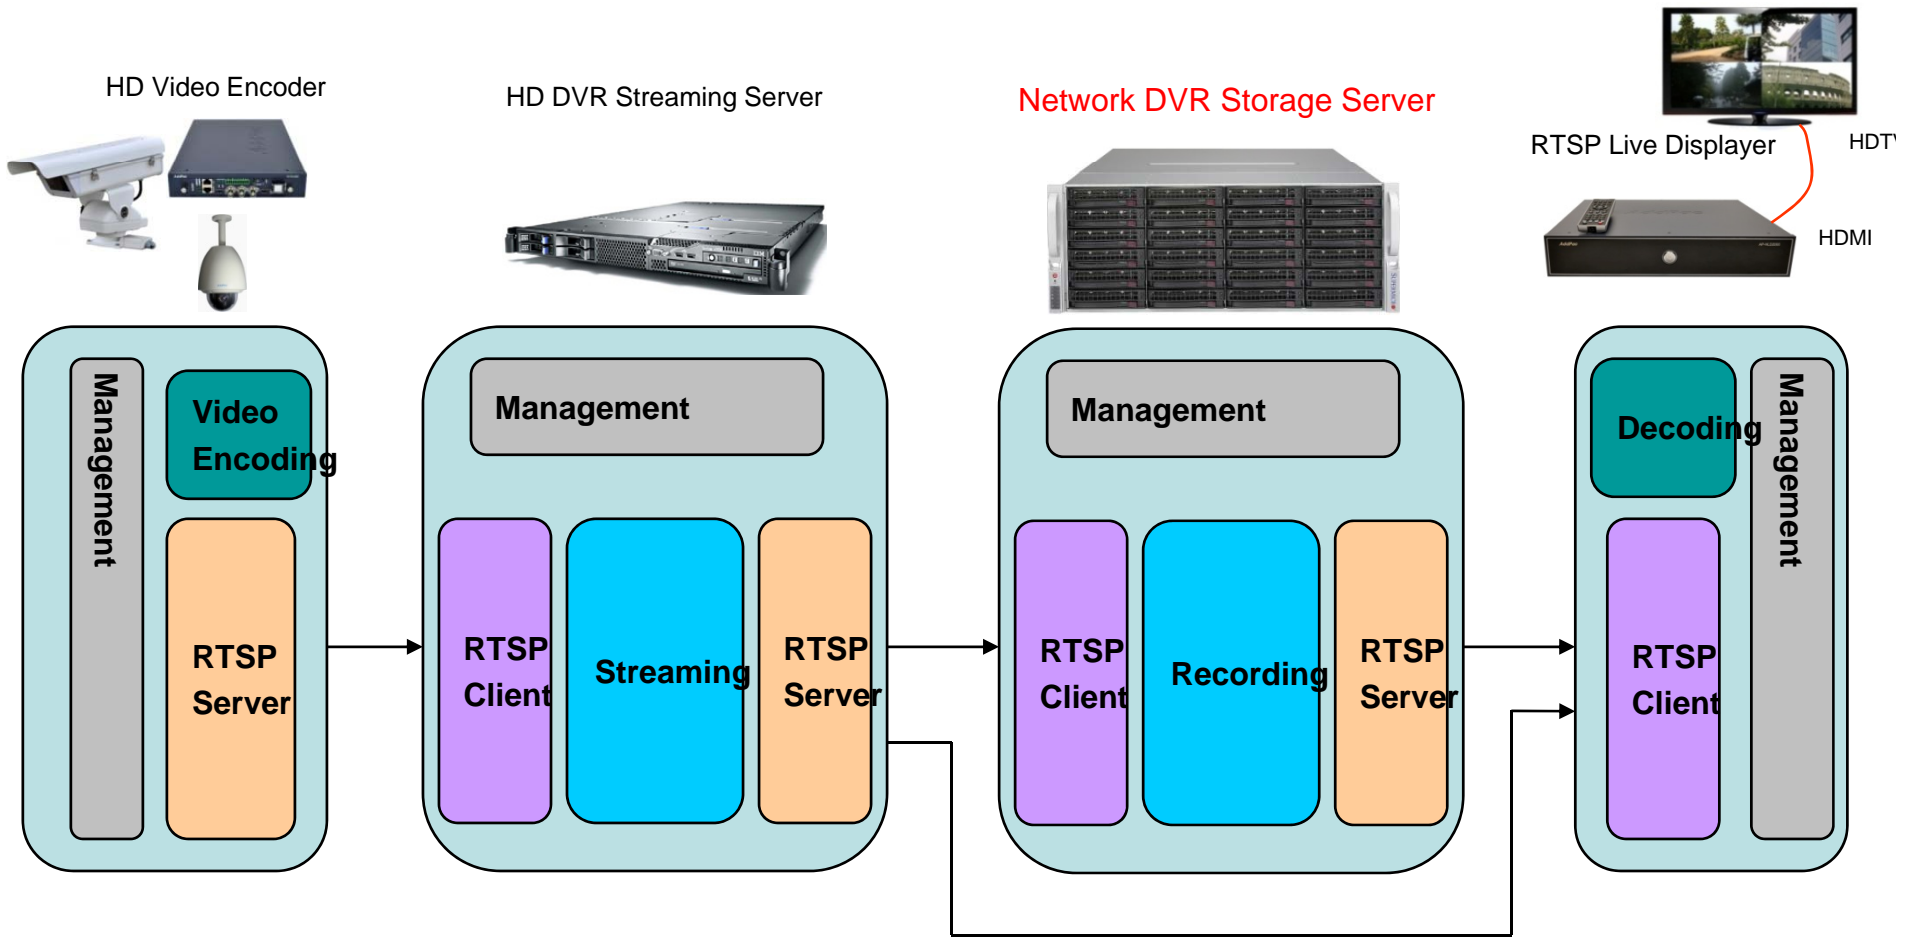 HD Video Encoder
HD DVR Streaming Server
Network DVR Storage Server
RTSP Live Displayer
HDTV
HDMI
Management
Video
Encoding
RTSP
Server
Management
RTSP
Client
Streaming
RTSP
Server
Management
RTSP
Client
Recording
RTSP
Server
Decoding
RTSP
Client
Management